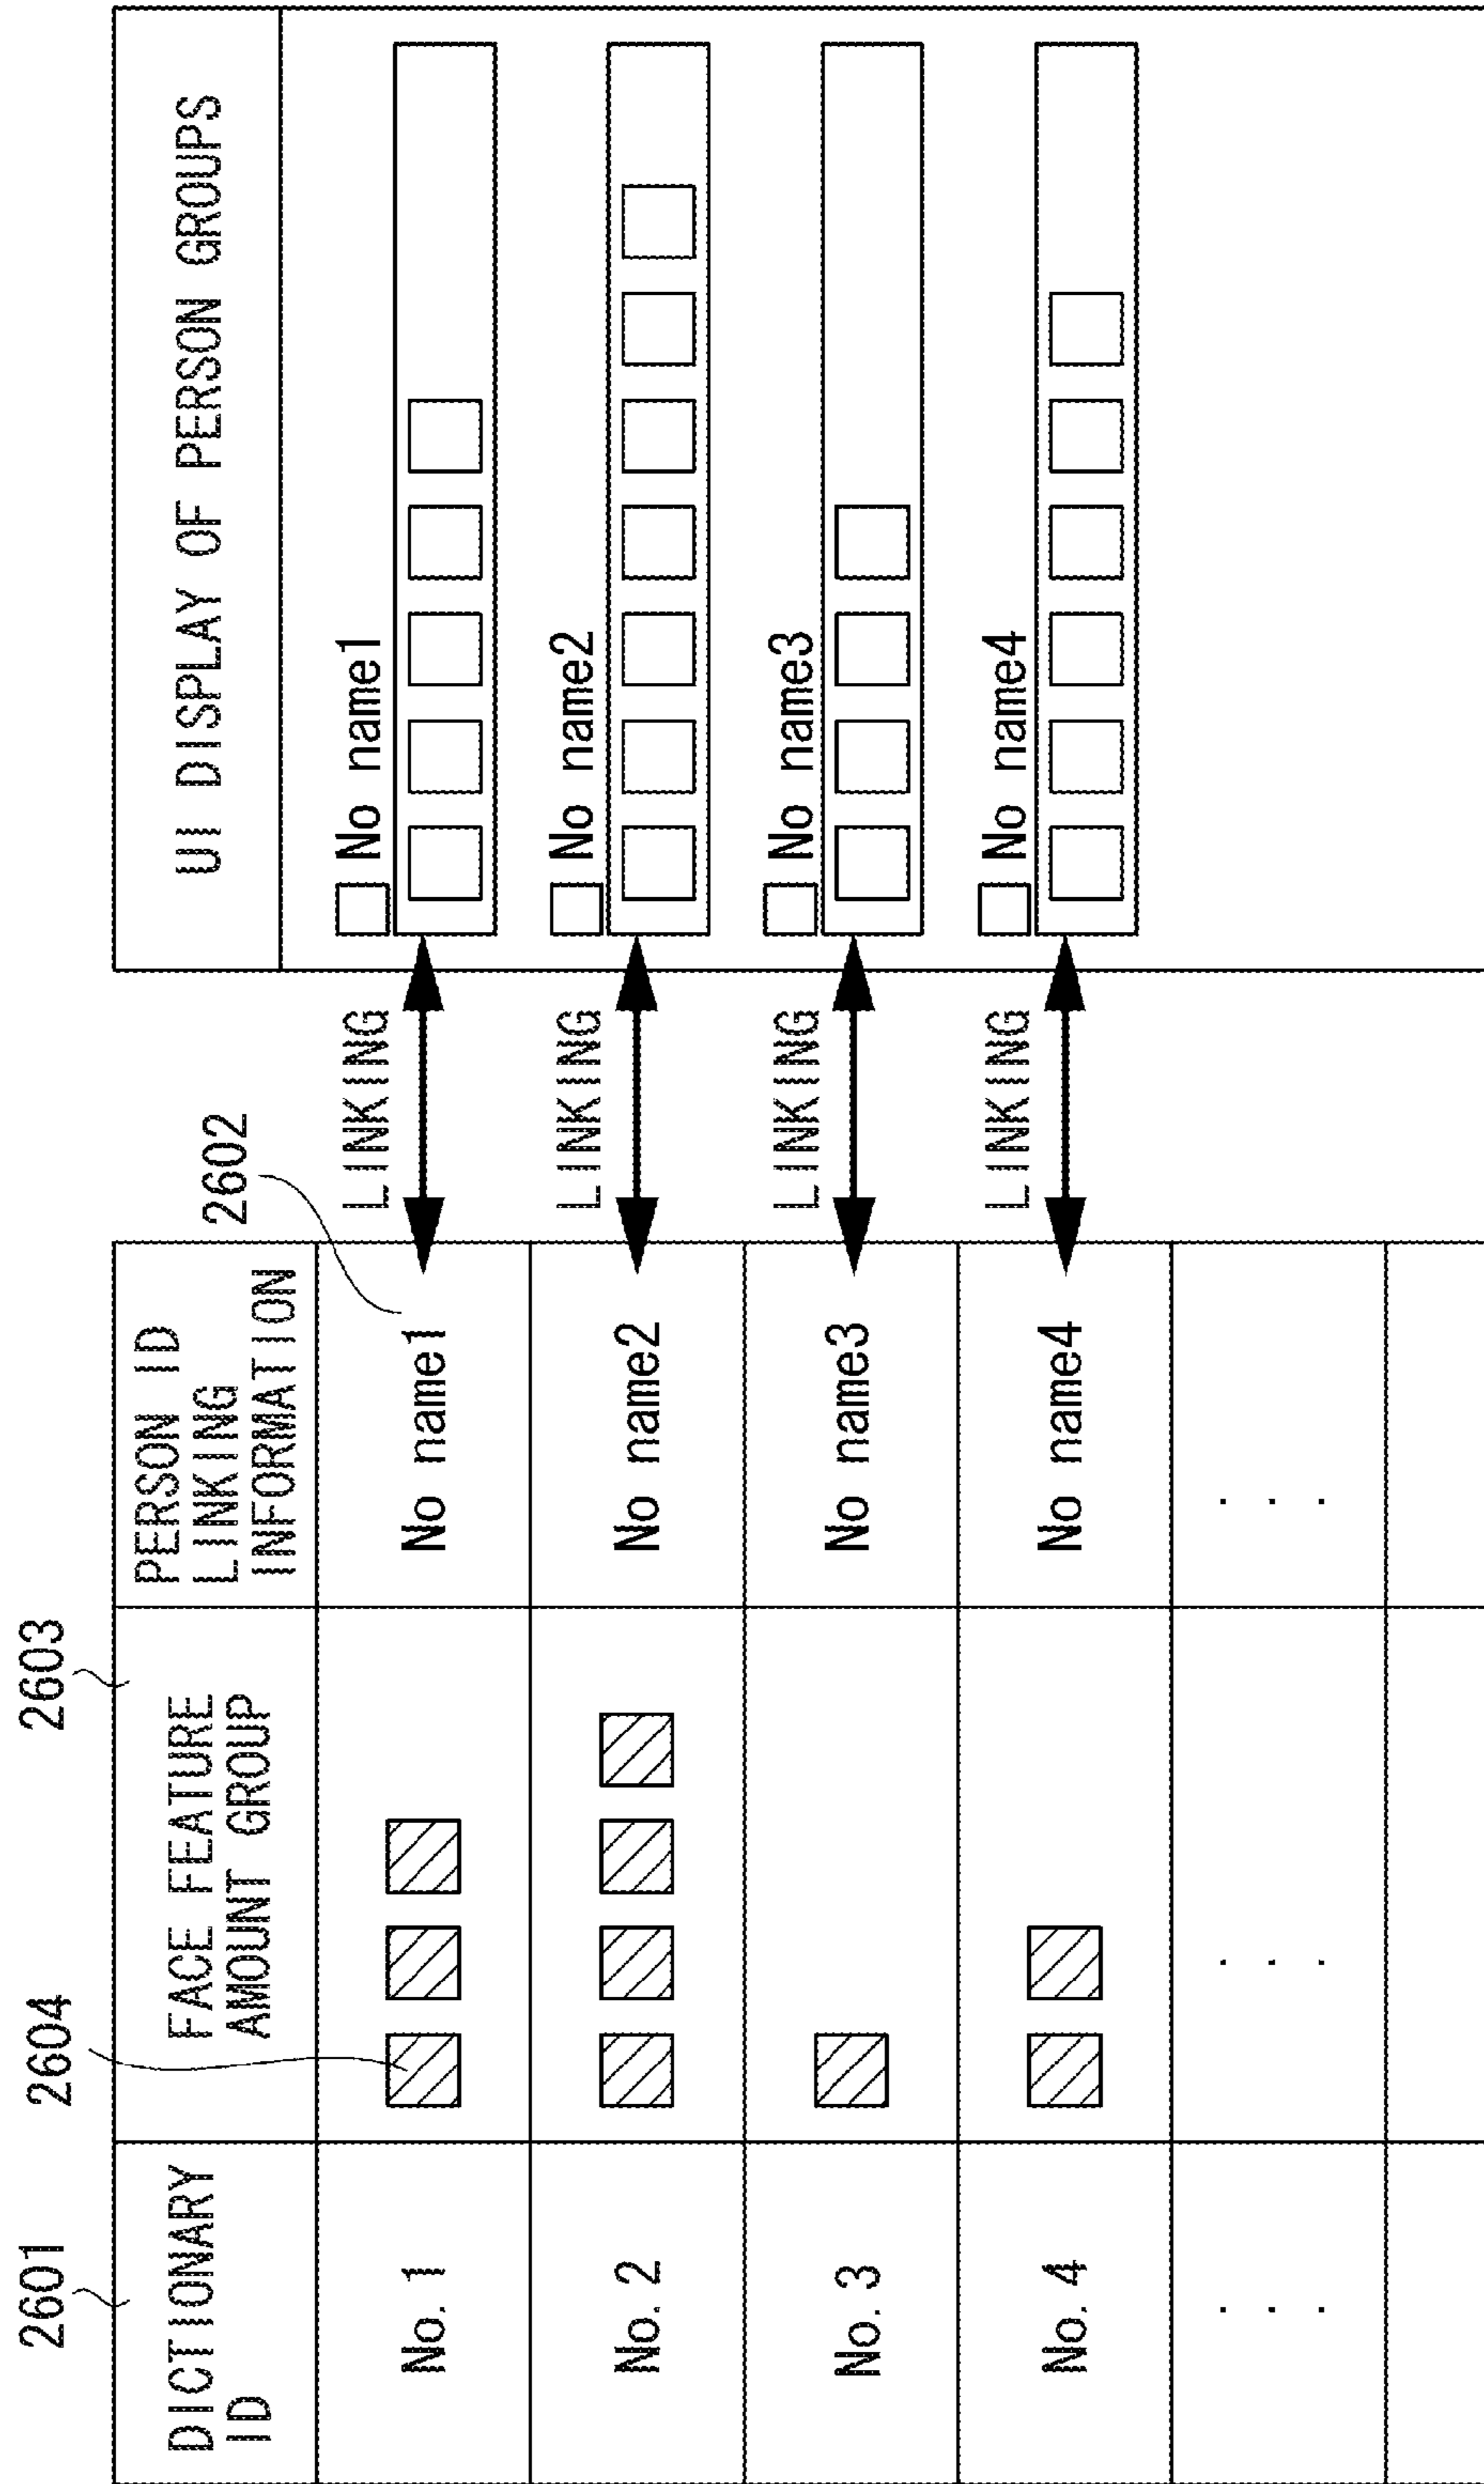 2601
2604
2603
DICTIONARY
ID
FACE FEATURE
AMOUNT GROUP
PERSON ID
LINKING
INFORMATION
2602
UI DISPLAY OF PERSON GROUPS
No. 1
No name1
LINKING
No name1
No. 2
No name2
LINKING
No name2
No. 3
No name3
LINKING
No name3
No. 4
No name4
LINKING
No name4
. . .
. . .
. . .